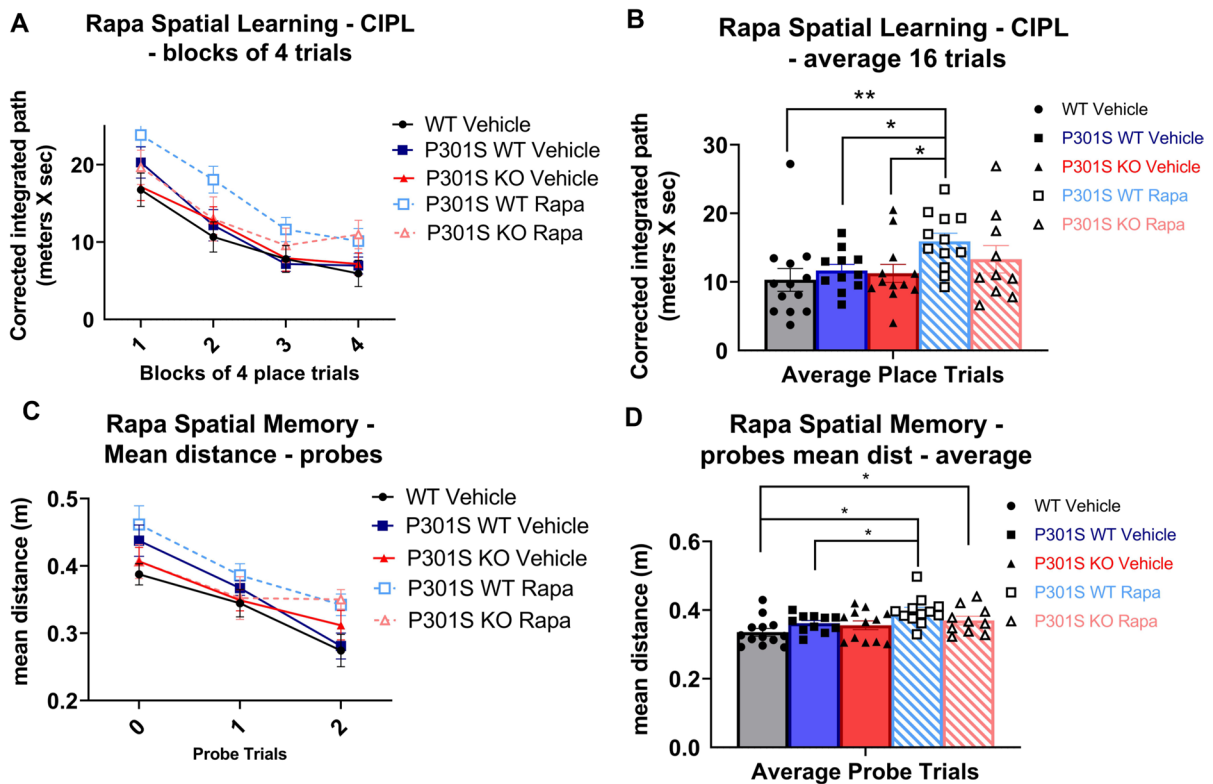 A
Rapa Spatial Learning - CIPL
- blocks of 4 trials
Corrected integrated path
(meters X sec)
20
10
0
1
2
3
4
Blocks of 4 place trials
WT Vehicle
P301S WT Vehicle
P301S KO Vehicle
P301S WT Rapa
P301S KO Rapa
B
Rapa Spatial Learning - CIPL
- average 16 trials
Corrected integrated path
(meters X sec)
30
20
10
0
**
*
*
Average Place Trials
WT Vehicle
P301S WT Vehicle
P301S KO Vehicle
P301S WT Rapa
P301S KO Rapa
C
Rapa Spatial Memory -
Mean distance - probes
mean distance (m)
0.5
0.4
0.3
0.2
0
1
2
Probe Trials
WT Vehicle
P301S WT Vehicle
P301S KO Vehicle
P301S WT Rapa
P301S KO Rapa
D
Rapa Spatial Memory -
probes mean dist - average
mean distance (m)
0.6
0.4
0.2
0.0
*
*
*
Average Probe Trials
WT Vehicle
P301S WT Vehicle
P301S KO Vehicle
P301S WT Rapa
P301S KO Rapa